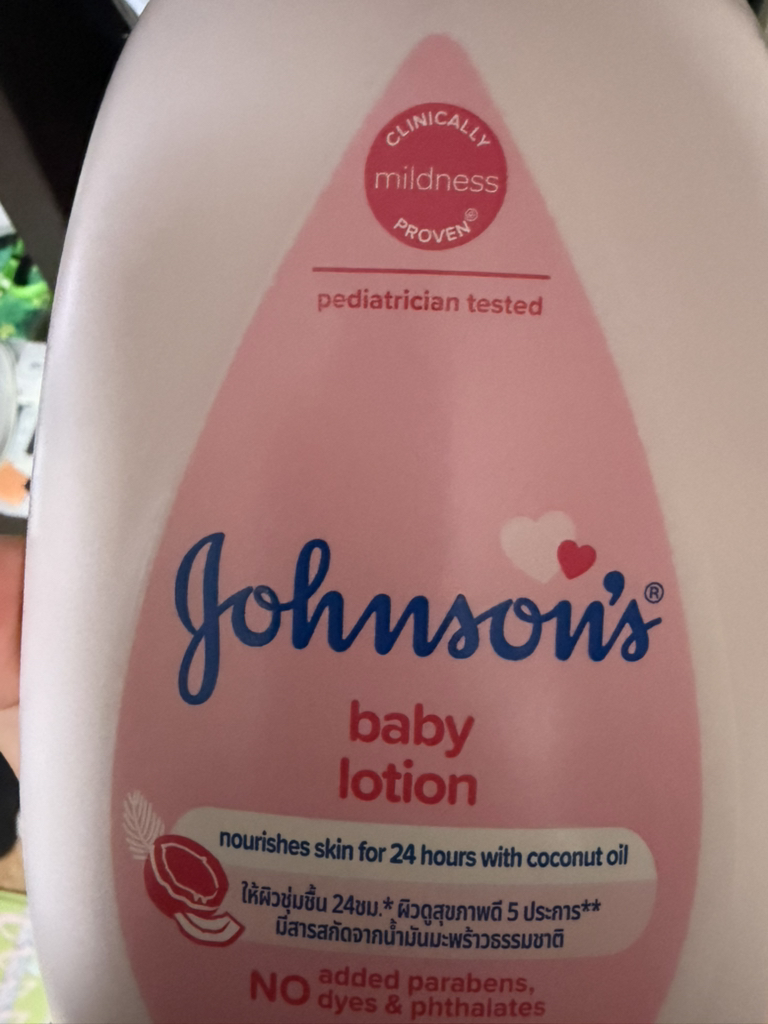 CLINICALLY
mildness
PROVEN®
pediatrician tested
Johnson's®
baby
lotion
nourishes skin for 24 hours with coconut oil
ให้ผิวชุ่มชื้น 24ชม.* ผิวดูสุขภาพดี 5 ประการ**
มีสารสกัดจากน้ำมันมะพร้าวธรรมชาติ
NO added parabens,
dyes & phthalates